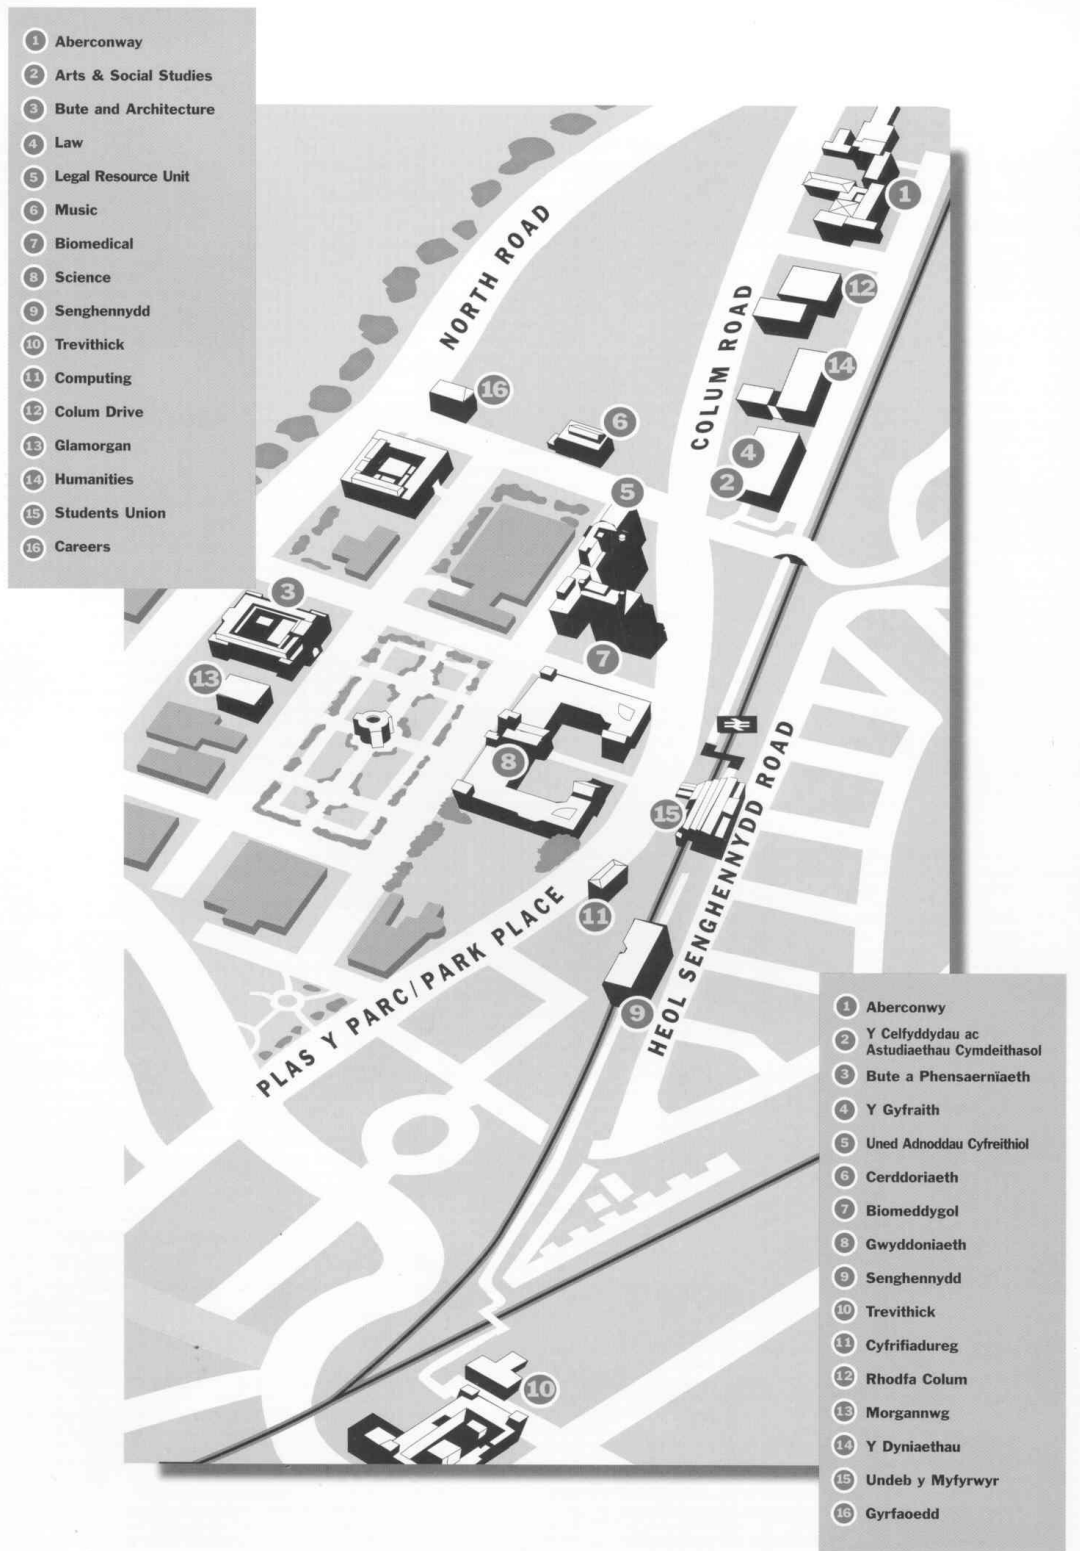 1 Aberconway
2 Arts & Social Studies
3 Bute and Architecture
4 Law
5 Legal Resource Unit
6 Music
7 Biomedical
8 Science
9 Senghennydd
10 Trevithick
11 Computing
12 Colum Drive
13 Glamorgan
14 Humanities
15 Students Union
16 Careers
NORTH ROAD
COLUM ROAD
1
12
14
16
6
4
2
5
3
7
13
8
15
HEOL SENGHENNYDD ROAD
11
PLAS Y PARC/PARK PLACE
9
10
1 Aberconwy
2 Y Celfyddydau ac
Astudiaethau Cymdeithasol
3 Bute a Phensaernïaeth
4 Y Gyfraith
5 Uned Adnoddau Cyfreithiol
6 Cerddoriaeth
7 Biomeddygol
8 Gwyddoniaeth
9 Senghennydd
10 Trevithick
11 Cyfrifiadureg
12 Rhodfa Colum
13 Morgannwg
14 Y Dyniaethau
15 Undeb y Myfyrwyr
16 Gyrfaoedd